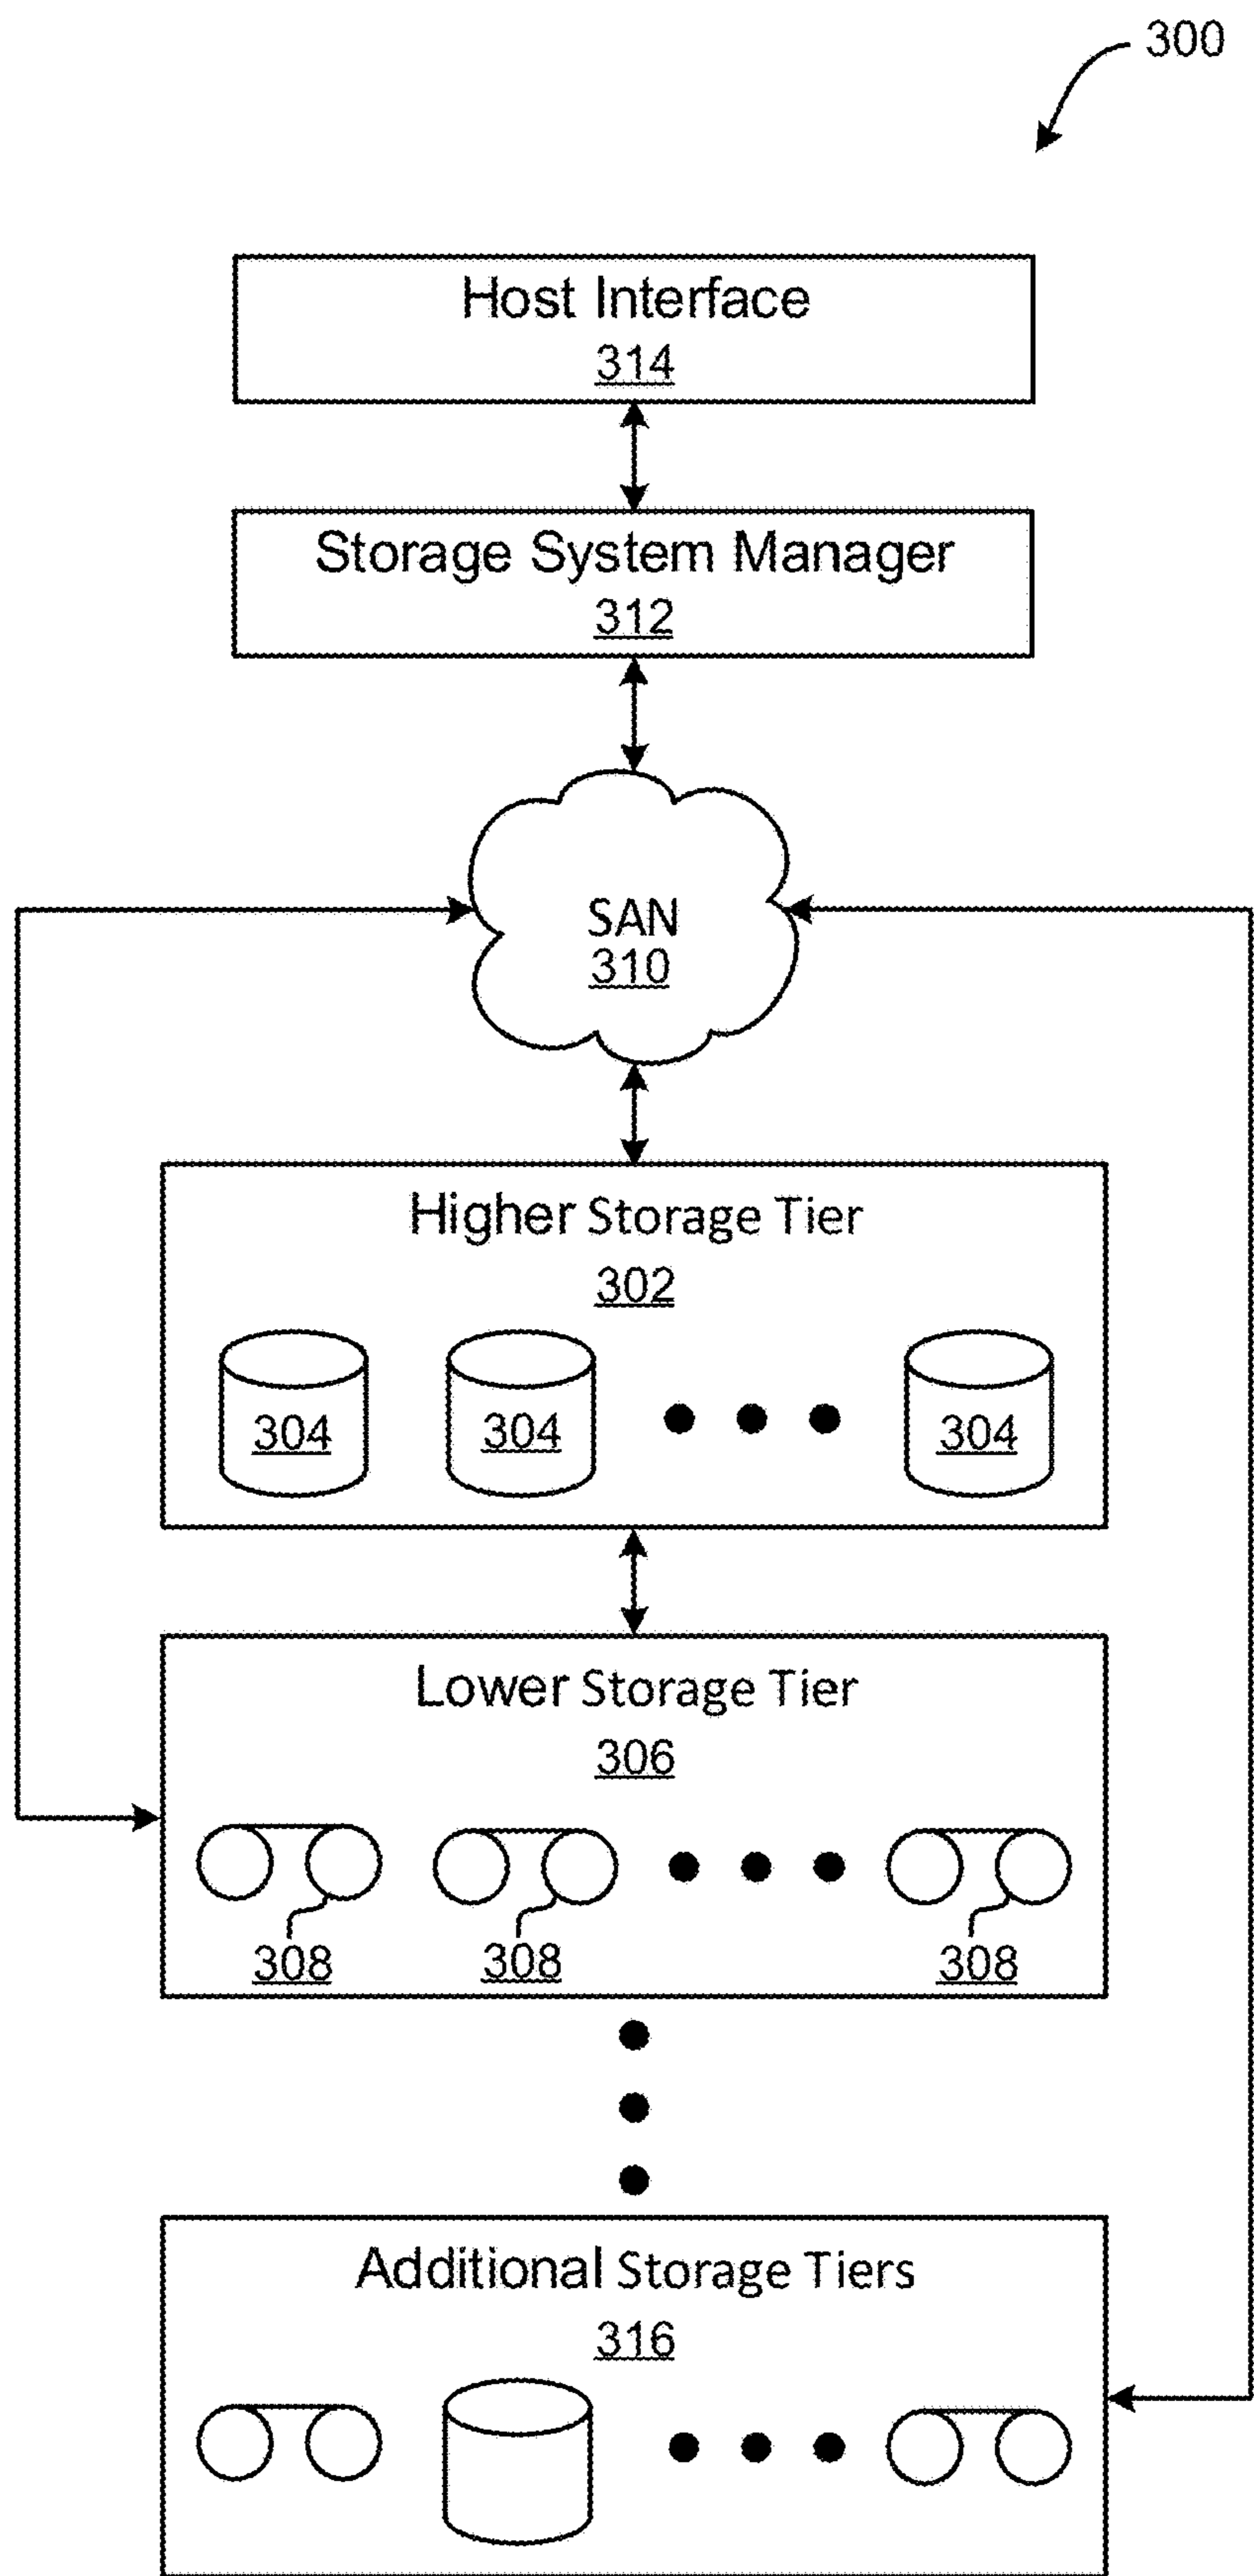 300
Host Interface
314
Storage System Manager
312
SAN
310
Higher Storage Tier
302
304 304 304
Lower Storage Tier
306
308 308 308
Additional Storage Tiers
316